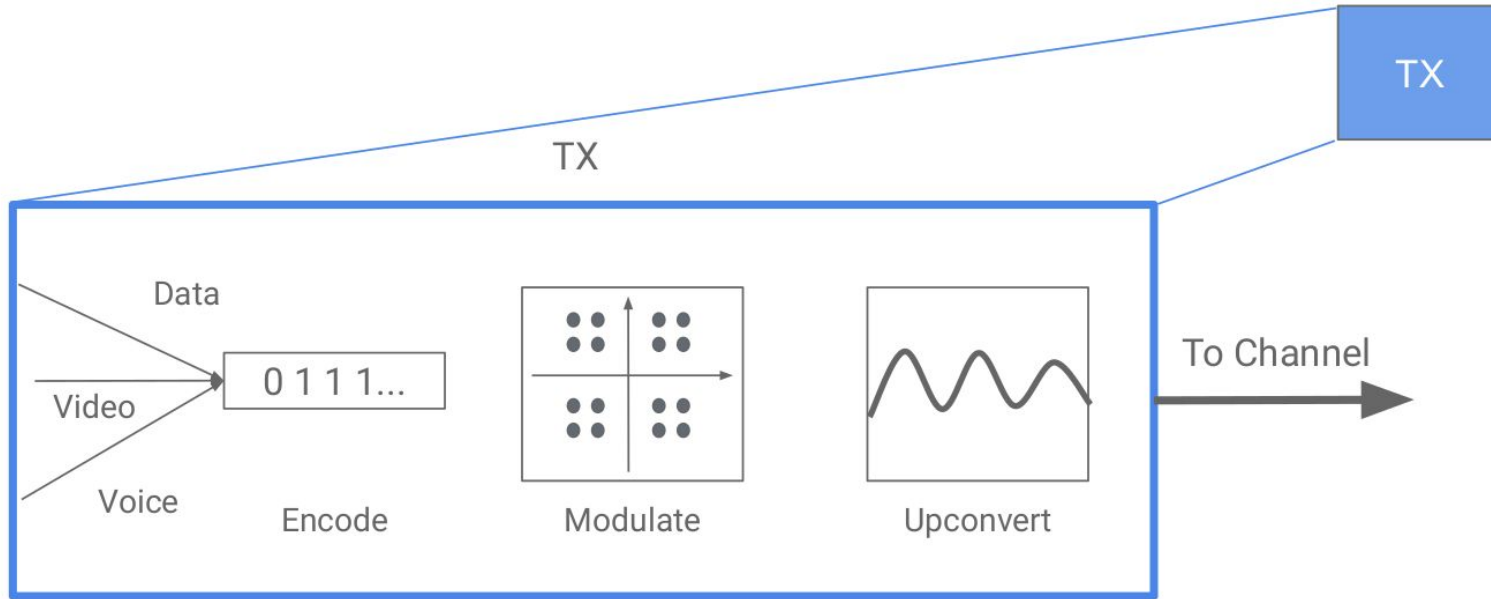 TX
TX
Data
Video
Voice
0 1 1 1...
Encode
Modulate
Upconvert
To Channel